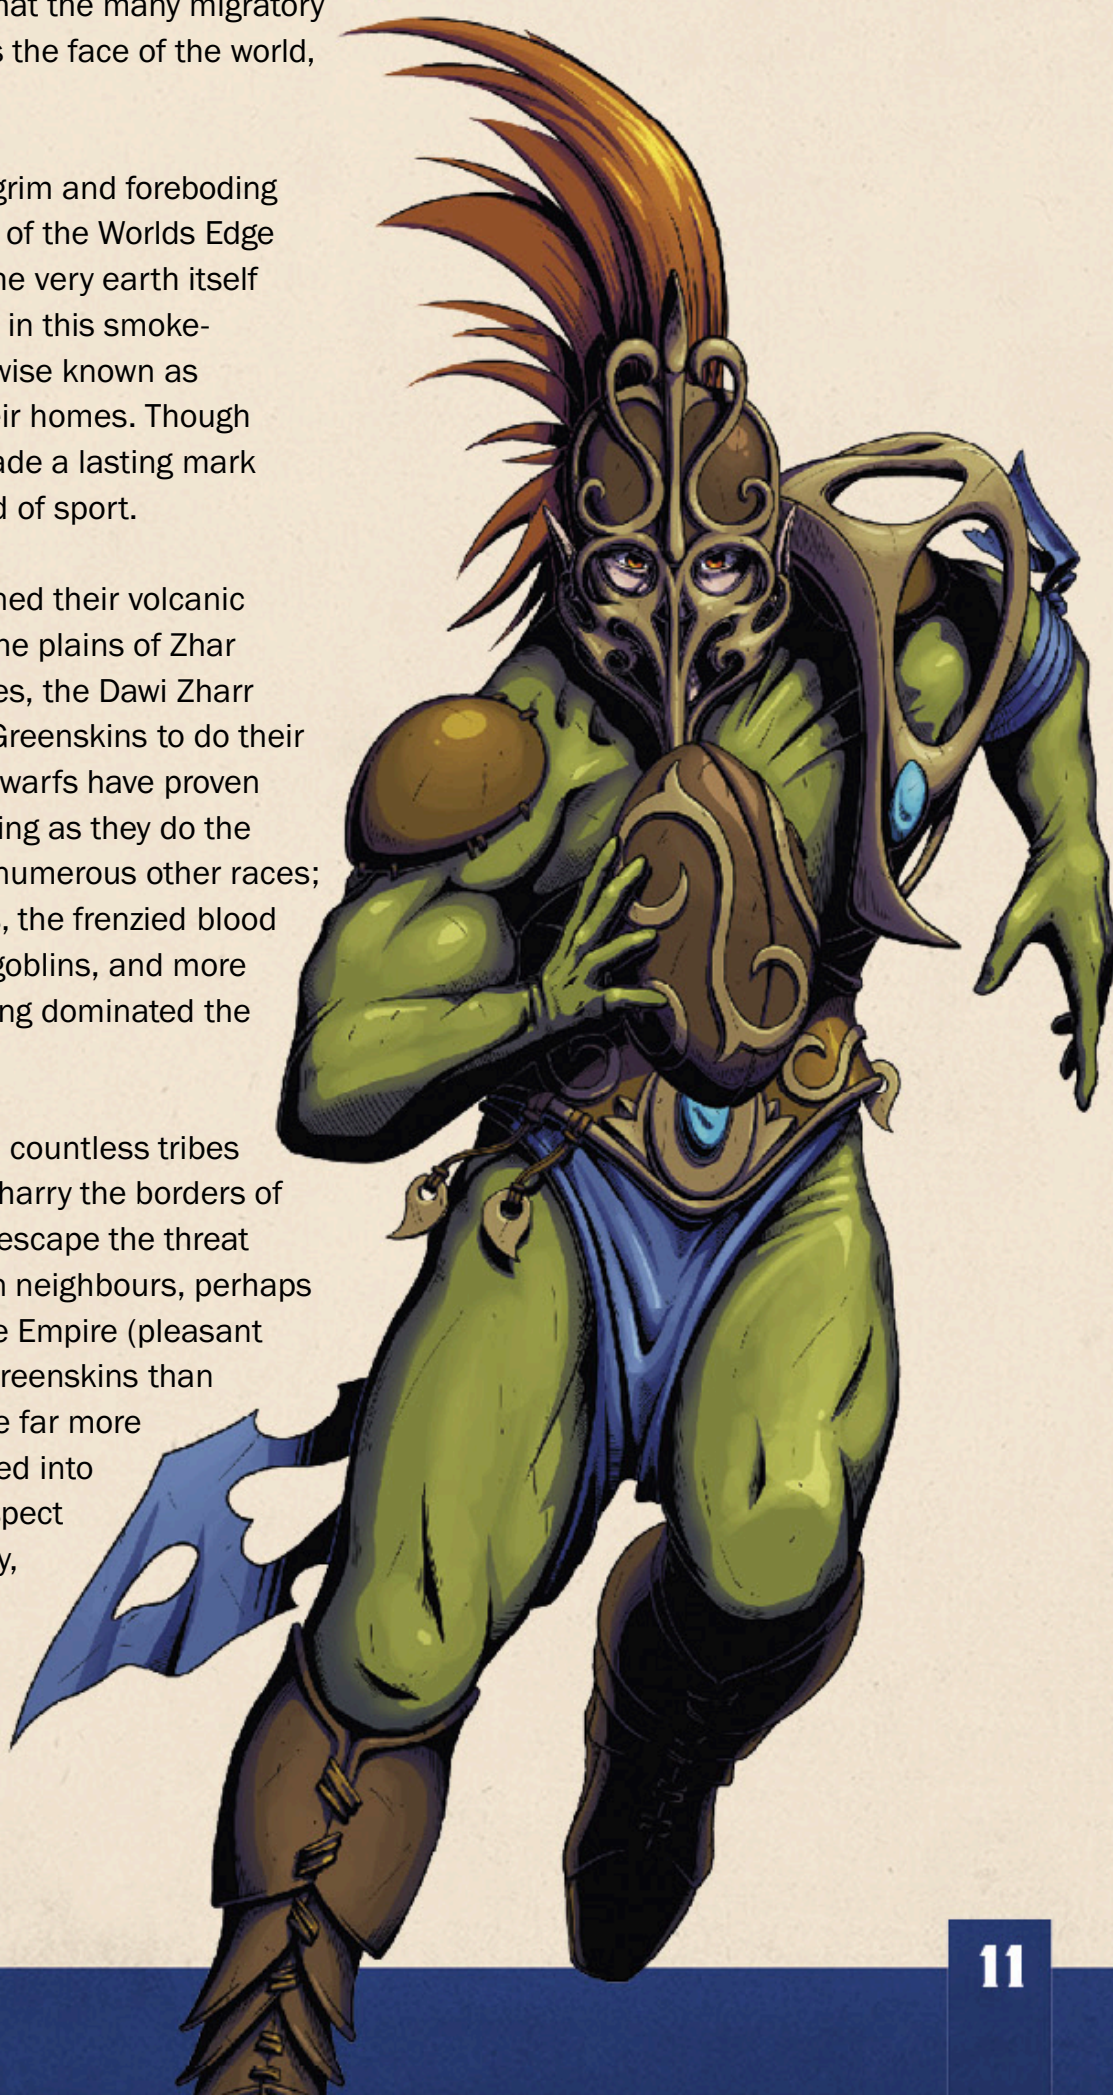 hat the many migratory
s the face of the world,
grim and foreboding
of the Worlds Edge
he very earth itself
in this smoke-
wise known as
eir homes. Though
ade a lasting mark
d of sport.
ned their volcanic
he plains of Zhar
es, the Dawi Zharr
Greenskins to do their
warfs have proven
ing as they do the
numerous other races;
s, the frenzied blood
goblins, and more
ng dominated the
countless tribes
harry the borders of
escape the threat
n neighbours, perhaps
e Empire (pleasant
reenskins than
e far more
ed into
spect
y,
11